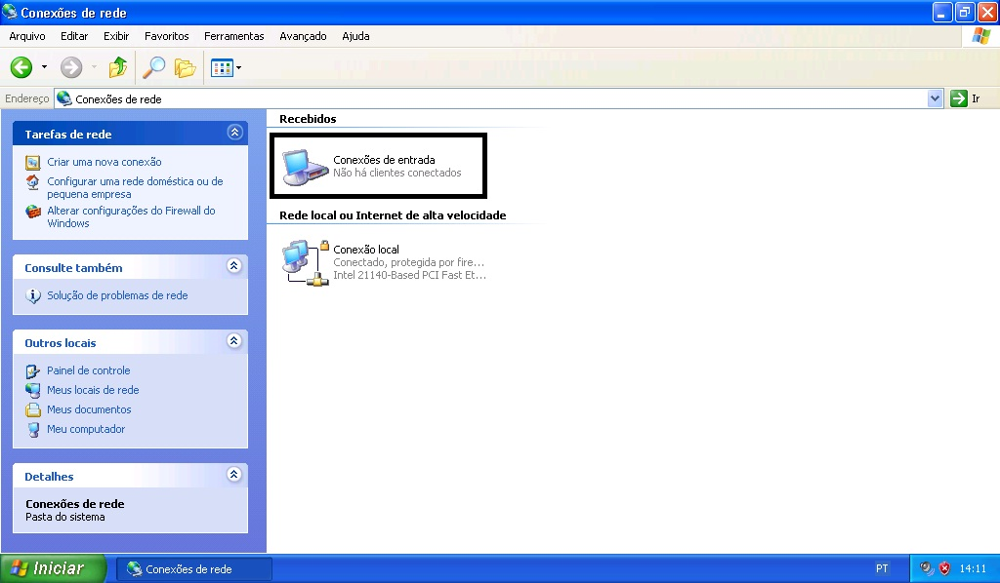 Conexões de rede
Arquivo Editar Exibir Favoritos Ferramentas Avançado Ajuda
Endereço Conexões de rede Ir
Tarefas de rede
Criar uma nova conexão
Configurar uma rede doméstica ou de
pequena empresa
Alterar configurações do Firewall do
Windows
Consulte também
Solução de problemas de rede
Outros locais
Painel de controle
Meus locais de rede
Meus documentos
Meu computador
Detalhes
Conexões de rede
Pasta do sistema
Recebidos
Conexões de entrada
Não há clientes conectados
Rede local ou Internet de alta velocidade
Conexão local
Conectado, protegida por fire...
Intel 21140-Based PCI Fast Et...
Iniciar Conexões de rede PT 14:11